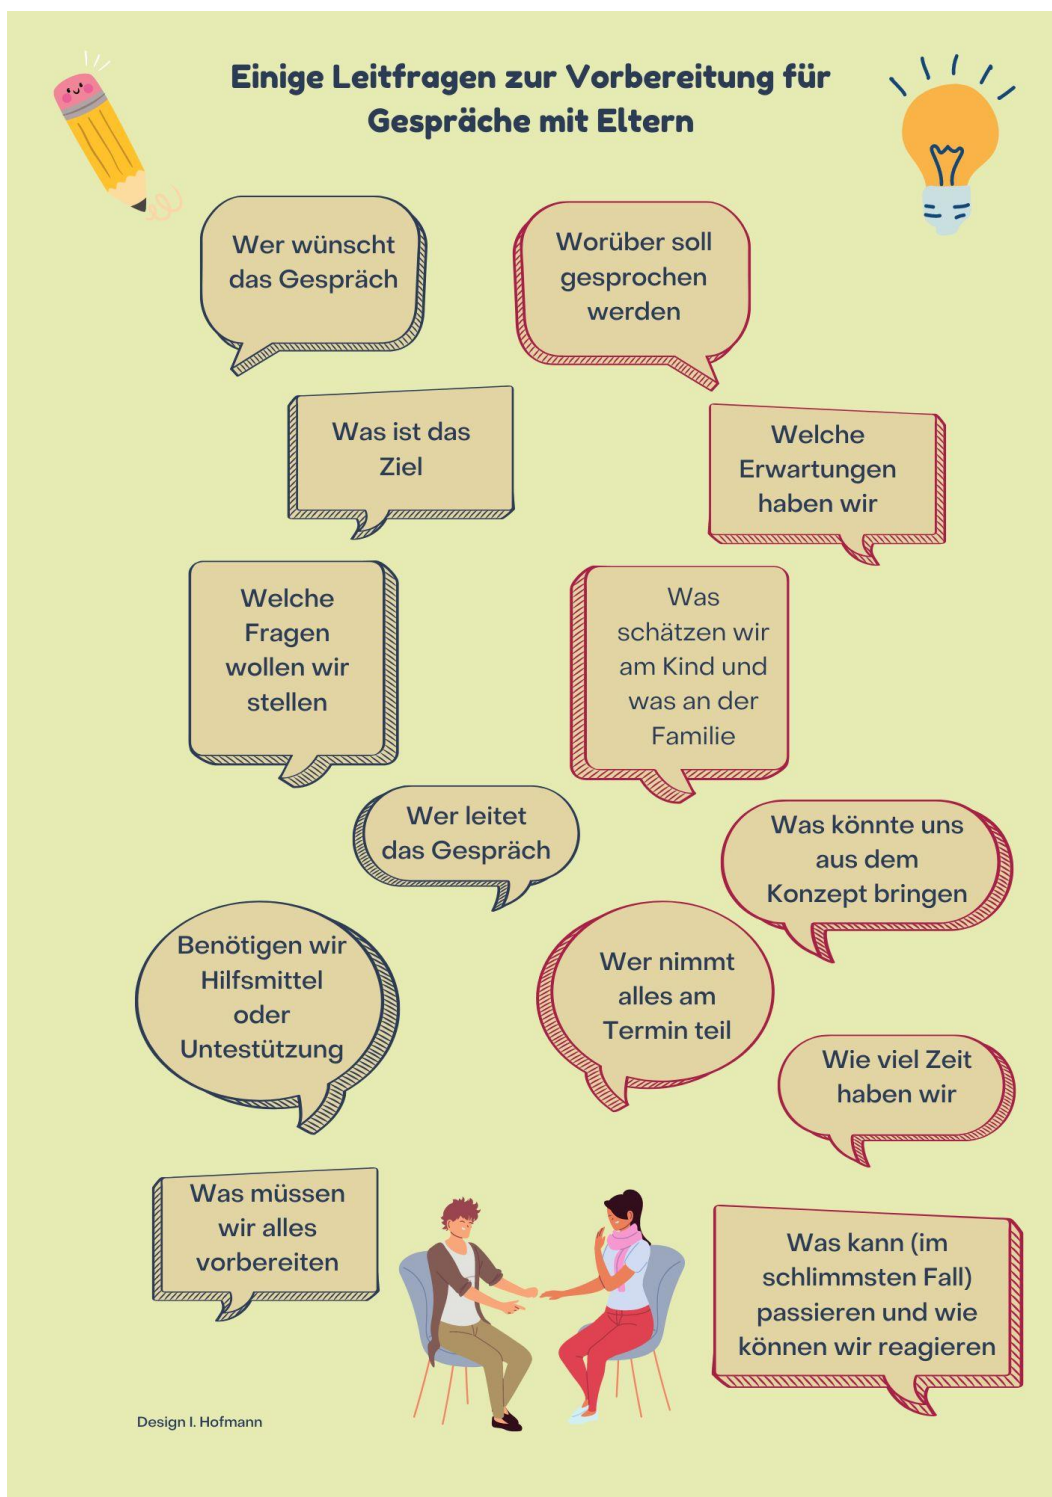 Einige Leitfragen zur Vorbereitung für
Gespräche mit Eltern
Wer wünscht
das Gespräch
Worüber soll
gesprochen
werden
Was ist das
Ziel
Welche
Erwartungen
haben wir
Welche
Fragen
wollen wir
stellen
Was
schätzen wir
am Kind und
was an der
Familie
Wer leitet
das Gespräch
Was könnte uns
aus dem
Konzept bringen
Benötigen wir
Hilfsmittel
oder
Untestützung
Wer nimmt
alles am
Termin teil
Wie viel Zeit
haben wir
Was müssen
wir alles
vorbereiten
Was kann (im
schlimmsten Fall)
passieren und wie
können wir reagieren
Design I. Hofmann